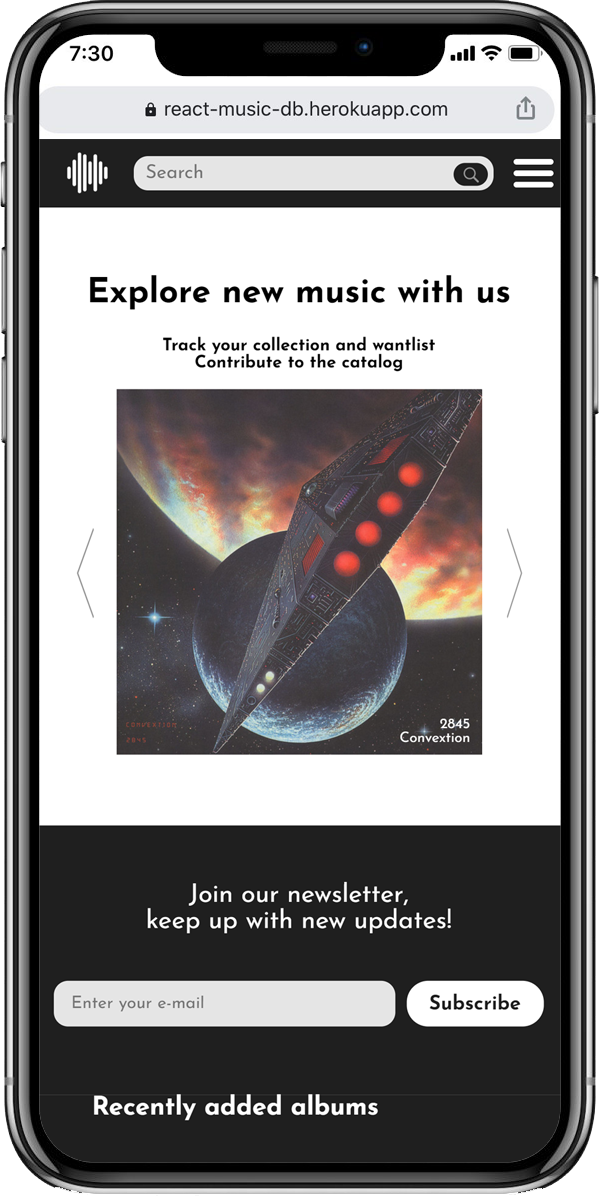 7:30
react-music-db.herokuapp.com
Search
Explore new music with us
Track your collection and wantlist
Contribute to the catalog
CONVEXTION
2845
2845
Convextion
Join our newsletter,
keep up with new updates!
Enter your e-mail
Subscribe
Recently added albums